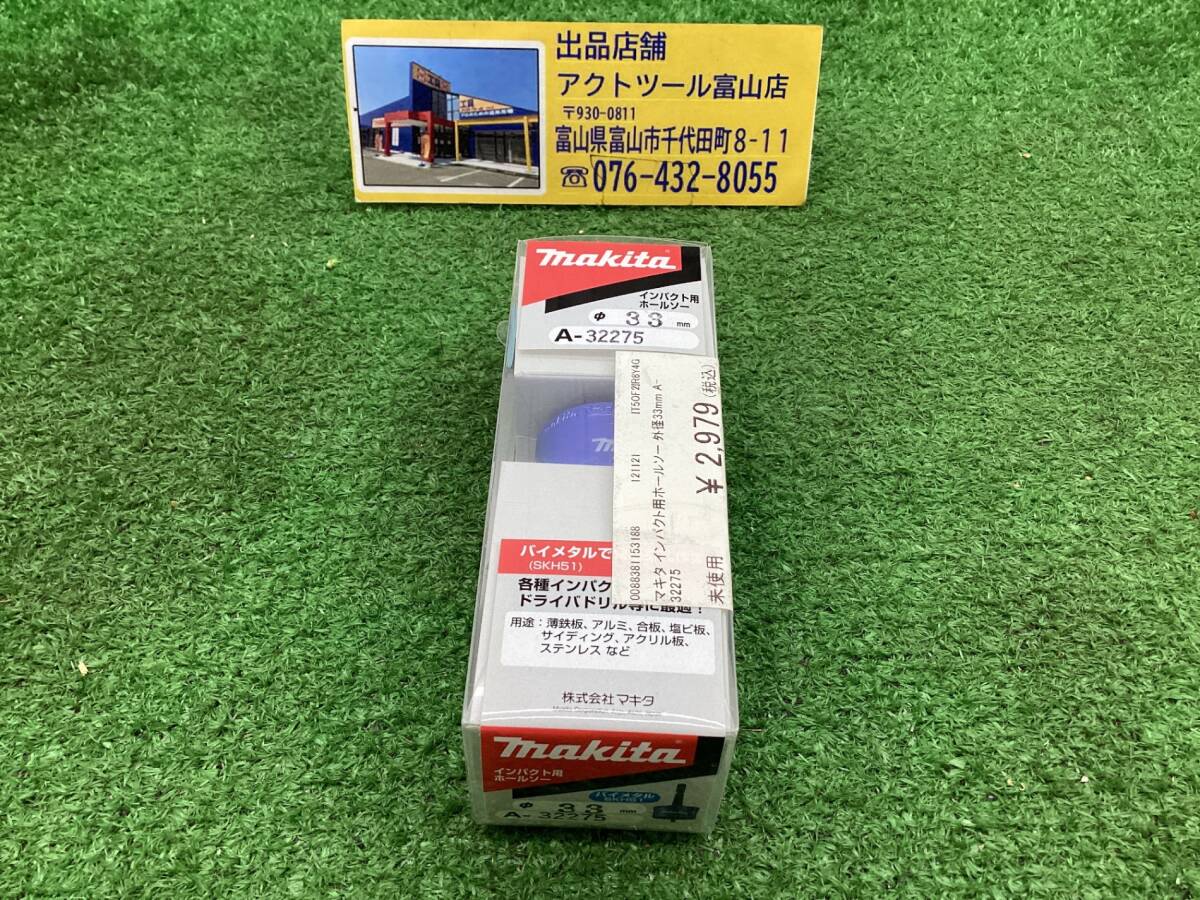 出品店舗
アクトツール富山店
〒930-0811
富山県富山市千代田町8-11
☎076-432-8055
makita
インパクト用
ホールソー
φ 33 mm
A-32275
0088381153188 121121 IT5OF2IR6Y4G
マキタ インパクト用ホールソー 外径33mm A-
32275
¥ 2,979 (税込)
未使用
バイメタルで
(SKH51)
各種インパク
ドライバドリル等に最適！
用途：薄鉄板、アルミ、合板、塩ビ板、
サイディング、アクリル板、
ステンレス など
株式会社マキタ
makita
インパクト用
ホールソー
バイメタル
SKH51
φ 33 mm
A-32275